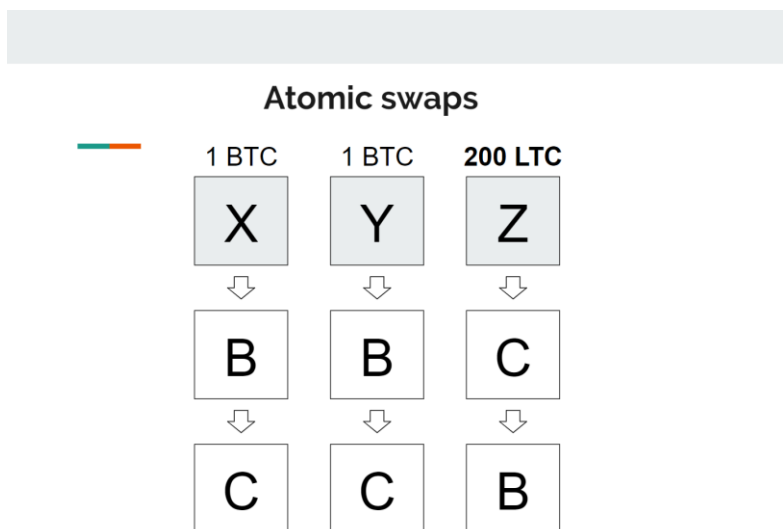 Atomic swaps
1 BTC 1 BTC 200 LTC
X Y Z
B B C
C C B